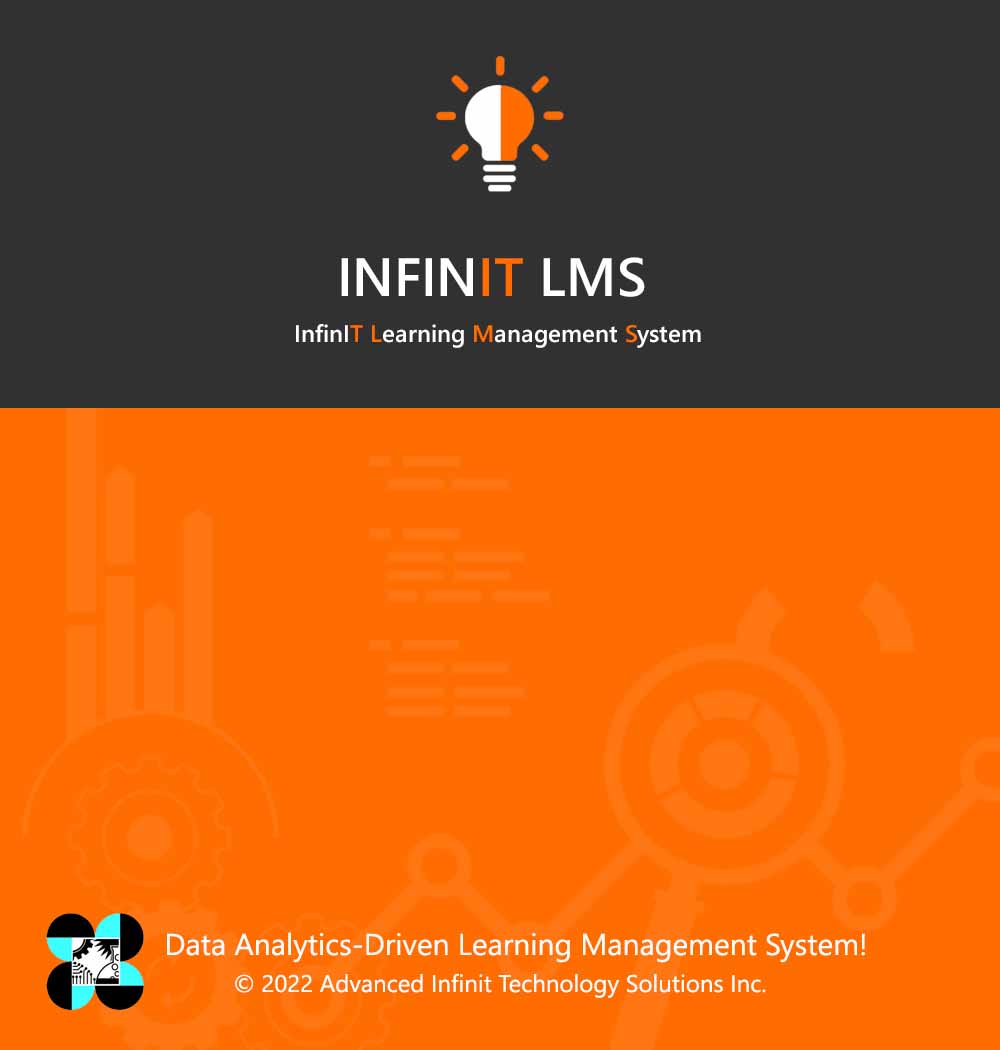 INFINIT LMS
InfinIT Learning Management System
Data Analytics-Driven Learning Management System!
© 2022 Advanced Infinit Technology Solutions Inc.